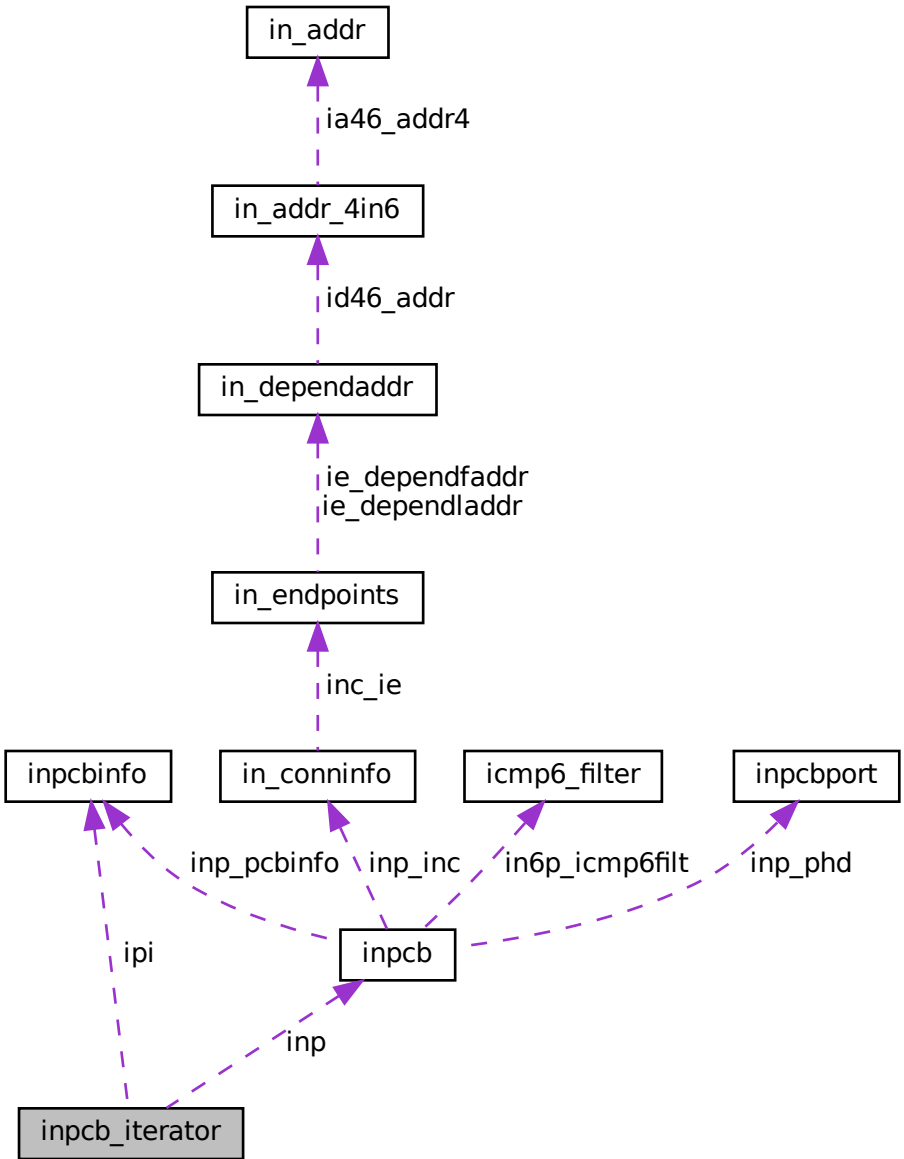 in_addr
ia46_addr4
in_addr_4in6
id46_addr
in_dependaddr
ie_dependfaddr
ie_dependladdr
in_endpoints
inc_ie
inpcbinfo
in_conninfo
icmp6_filter
inpcbport
inp_pcbinfo
inp_inc
in6p_icmp6filt
inp_phd
ipi
inpcb
inp
inpcb_iterator